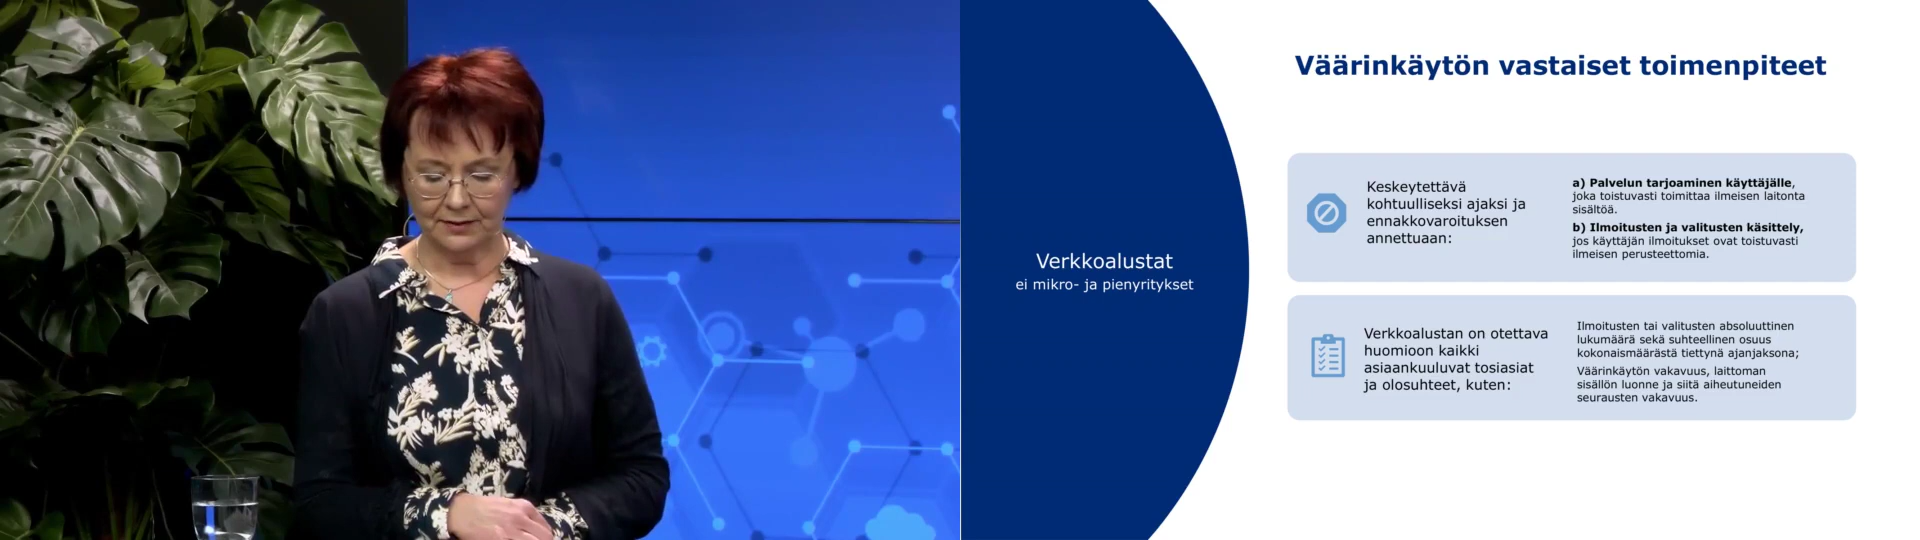 Väärinkäytön vastaiset toimenpiteet
Verkkoalustat
ei mikro- ja pienyritykset
Keskeytettävä
kohtuulliseksi ajaksi ja
ennakkovaroituksen
annettuaan:
a) Palvelun tarjoaminen käyttäjälle,
joka toistuvasti toimittaa ilmeisen laitonta
sisältöä.
b) Ilmoitusten ja valitusten käsittely,
jos käyttäjän ilmoitukset ovat toistuvasti
ilmeisen perusteettomia.
Verkkoalustan on otettava
huomioon kaikki
asiaankuuluvat tosiasiat
ja olosuhteet, kuten:
Ilmoitusten tai valitusten absoluuttinen
lukumäärä sekä suhteellinen osuus
kokonaismäärästä tiettynä ajanjaksona;
Väärinkäytön vakavuus, laittoman
sisällön luonne ja siitä aiheutuneiden
seurausten vakavuus.